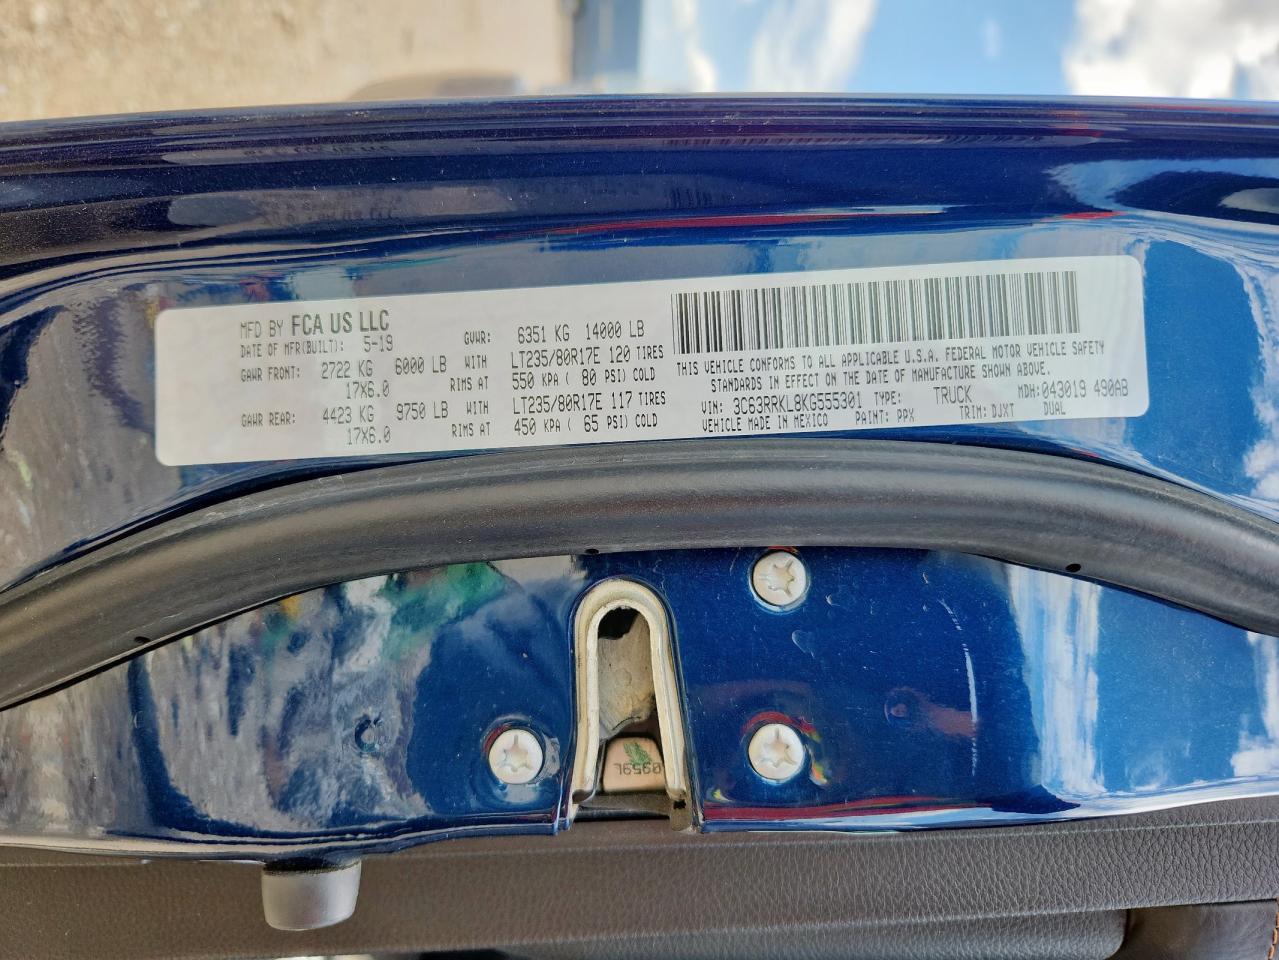 MFD BY FCA US LLC
DATE OF MFR(BUILT): 5-19 GVWR: 6351 KG 14000 LB
GAWR FRONT: 2722 KG 6000 LB WITH LT235/80R17E 120 TIRES
17X6.0 RIMS AT 550 KPA ( 80 PSI) COLD
GAWR REAR: 4423 KG 9750 LB WITH LT235/80R17E 117 TIRES
17X6.0 RIMS AT 450 KPA ( 65 PSI) COLD
THIS VEHICLE CONFORMS TO ALL APPLICABLE U.S.A. FEDERAL MOTOR VEHICLE SAFETY
STANDARDS IN EFFECT ON THE DATE OF MANUFACTURE SHOWN ABOVE.
VIN: 3C63RRKL8KG555301 TYPE: TRUCK MDH:043019 490AB
VEHICLE MADE IN MEXICO PAINT: PPX TRIM: DJXT DUAL